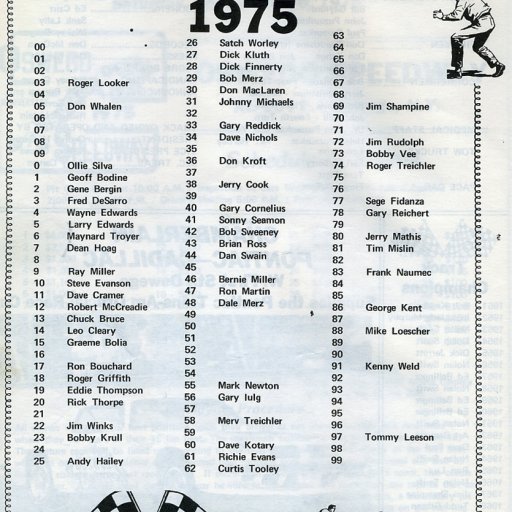 1975
00
01
02
03 Roger Looker
04
05 Don Whalen
06
07
08
09
0 Ollie Silva
1 Geoff Bodine
2 Gene Bergin
3 Fred DeSarro
4 Wayne Edwards
5 Larry Edwards
6 Maynard Troyer
7 Dean Hoag
8
9 Ray Miller
10 Steve Evanson
11 Dave Cramer
12 Robert McCreadie
13 Chuck Bruce
14 Leo Cleary
15 Graeme Bolia
16
17 Ron Bouchard
18 Roger Griffith
19 Eddie Thompson
20 Rick Thorpe
21
22 Jim Winks
23 Bobby Krull
24
25 Andy Hailey
26 Satch Worley
27 Dick Kluth
28 Dick Finnerty
29 Bob Merz
30 Don MacLaren
31 Johnny Michaels
32
33 Gary Reddick
34 Dave Nichols
35
36 Don Kroft
37
38 Jerry Cook
39
40 Gary Cornelius
41 Sonny Seamon
42 Bob Sweeney
43 Brian Ross
44 Dan Swain
45
46 Bernie Miller
47 Ron Martin
48 Dale Merz
49
50
51
52
53
54
55 Mark Newton
56 Gary Iulg
57
58 Merv Treichler
59
60 Dave Kotary
61 Richie Evans
62 Curtis Tooley
63
64
65
66
67
68
69 Jim Shampine
70
71
72 Jim Rudolph
73 Bobby Vee
74 Roger Treichler
75
76
77 Sege Fidanza
78 Gary Reichert
79
80 Jerry Mathis
81 Tim Mislin
82
83 Frank Naumec
84
85
86 George Kent
87
88 Mike Loescher
89
90
91 Kenny Weld
92
93
94
95
96
97 Tommy Leeson
98
99